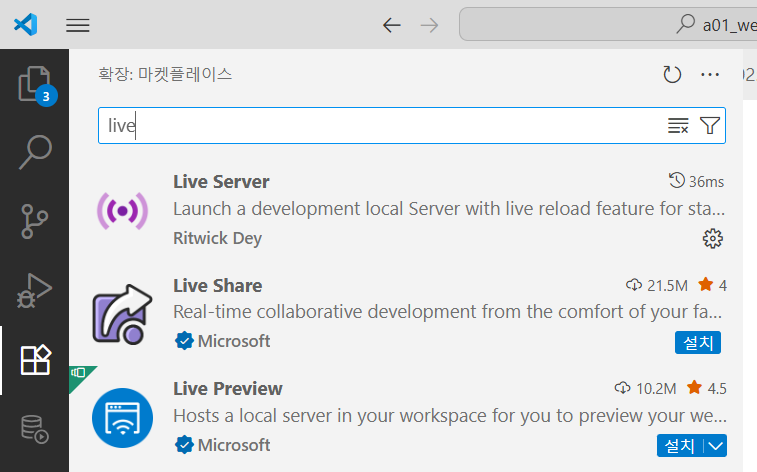 a01_we
확장: 마켓플레이스
02
3
live
Live Server
36ms
Launch a development local Server with live reload feature for sta...
Ritwick Dey
Live Share
21.5M
4
Real-time collaborative development from the comfort of your fa...
Microsoft
설치
Live Preview
10.2M
4.5
Hosts a local server in your workspace for you to preview your we...
Microsoft
설치